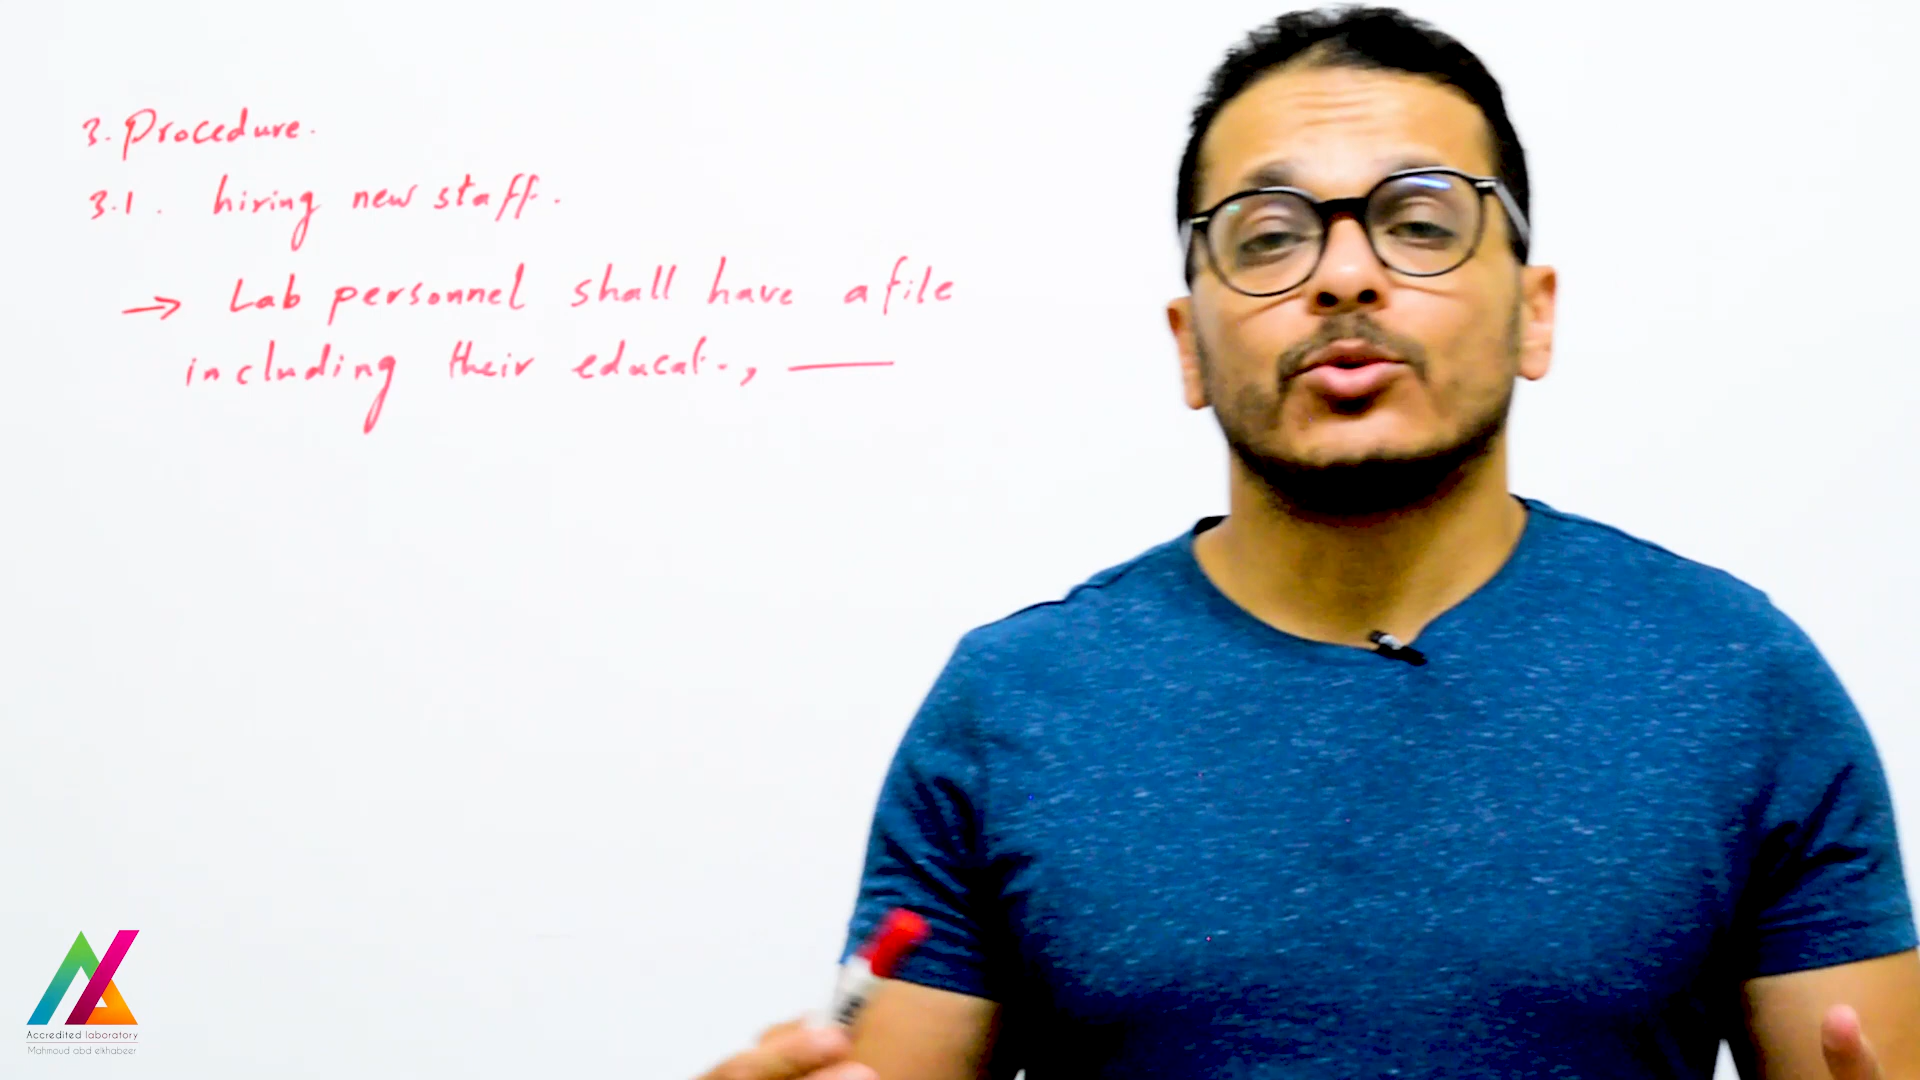 3. Procedure.
3.1. hiring new staff.
→ Lab personnel shall have a file
including their educat., ——
Accredited laboratory
Mahmoud abd elkhabeer